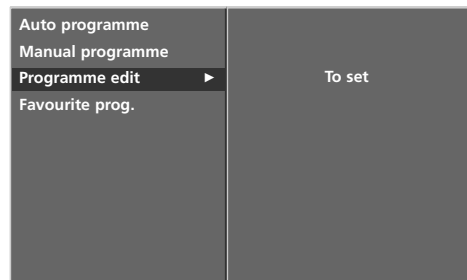 Auto programme
Manual programme
Programme edit ► To set
Favourite prog.